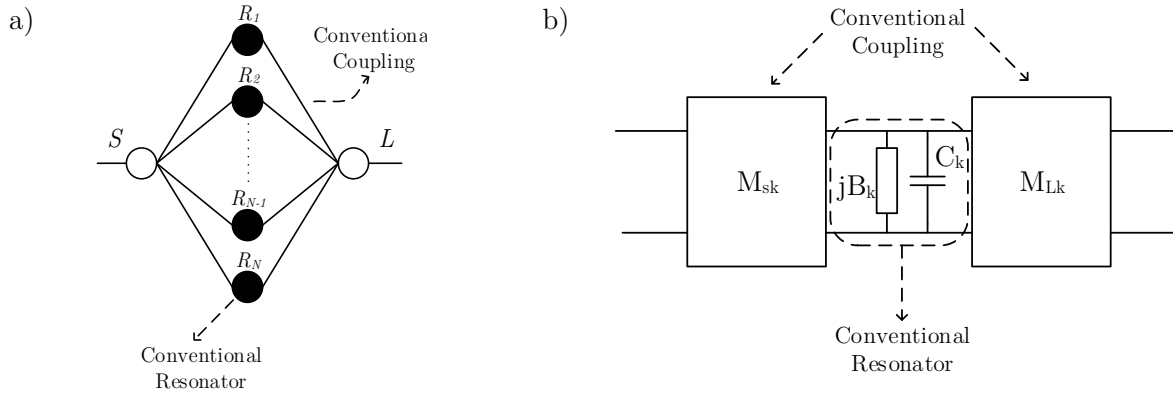 a)
R1
Conventiona
Coupling
R2
S
L
RN-1
RN
Conventional
Resonator
b)
Conventional
Coupling
Msk
jBk
Ck
MLk
Conventional
Resonator